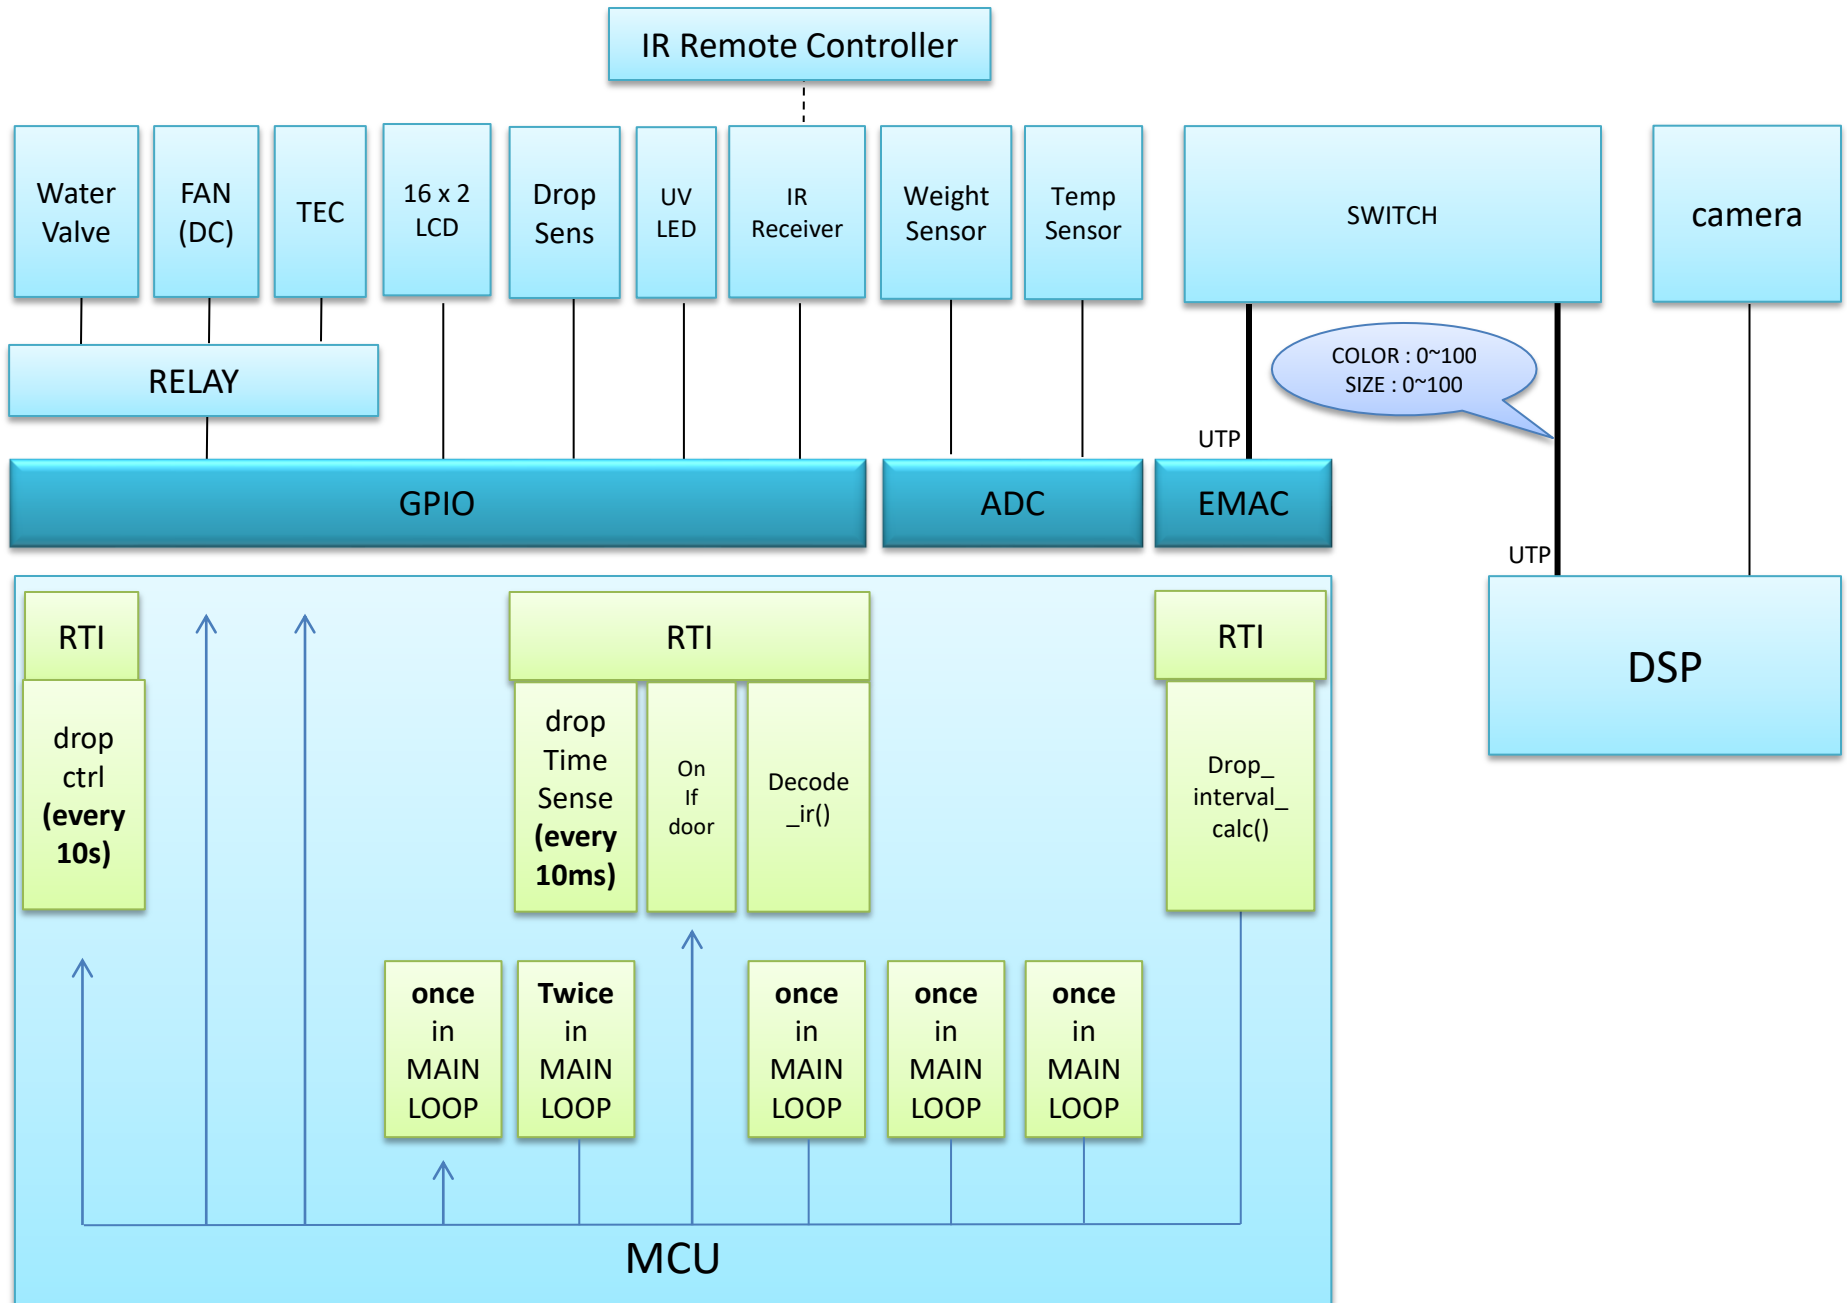 IR Remote Controller
Water
Valve
FAN
(DC)
TEC
16 x 2
LCD
Drop
Sens
UV
LED
IR
Receiver
Weight
Sensor
Temp
Sensor
SWITCH
camera
RELAY
COLOR : 0~100
SIZE : 0~100
UTP
GPIO
ADC
EMAC
UTP
RTI
RTI
RTI
DSP
drop
ctrl
(every
10s)
drop
Time
Sense
(every
10ms)
On
If
door
Decode
_ir()
Drop_
interval_
calc()
once
in
MAIN
LOOP
Twice
in
MAIN
LOOP
once
in
MAIN
LOOP
once
in
MAIN
LOOP
once
in
MAIN
LOOP
MCU